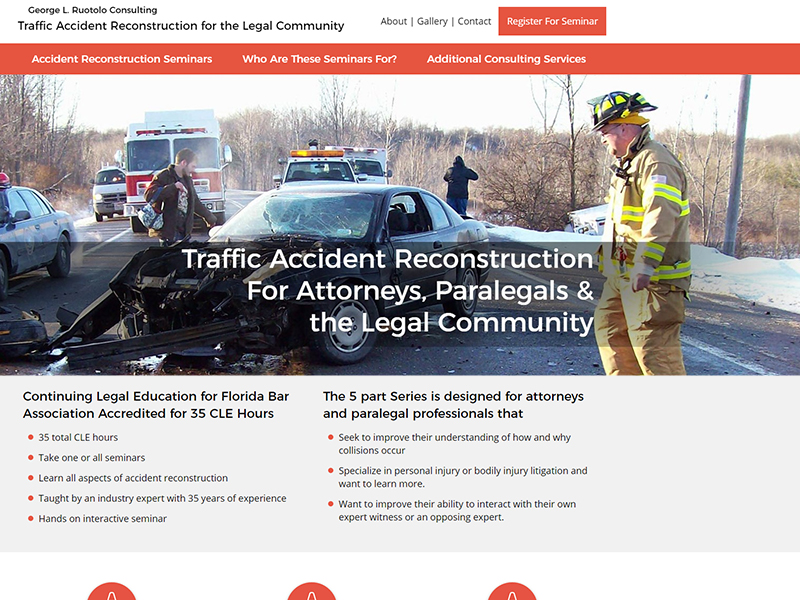 George L. Ruotolo Consulting
Traffic Accident Reconstruction for the Legal Community
About | Gallery | Contact
Register For Seminar
Accident Reconstruction Seminars
Who Are These Seminars For?
Additional Consulting Services
Traffic Accident Reconstruction
For Attorneys, Paralegals &
the Legal Community
Continuing Legal Education for Florida Bar
Association Accredited for 35 CLE Hours
35 total CLE hours
Take one or all seminars
Learn all aspects of accident reconstruction
Taught by an industry expert with 35 years of experience
Hands on interactive seminar
The 5 part Series is designed for attorneys
and paralegal professionals that
Seek to improve their understanding of how and why
collisions occur
Specialize in personal injury or bodily injury litigation and
want to learn more.
Want to improve their ability to interact with their own
expert witness or an opposing expert.